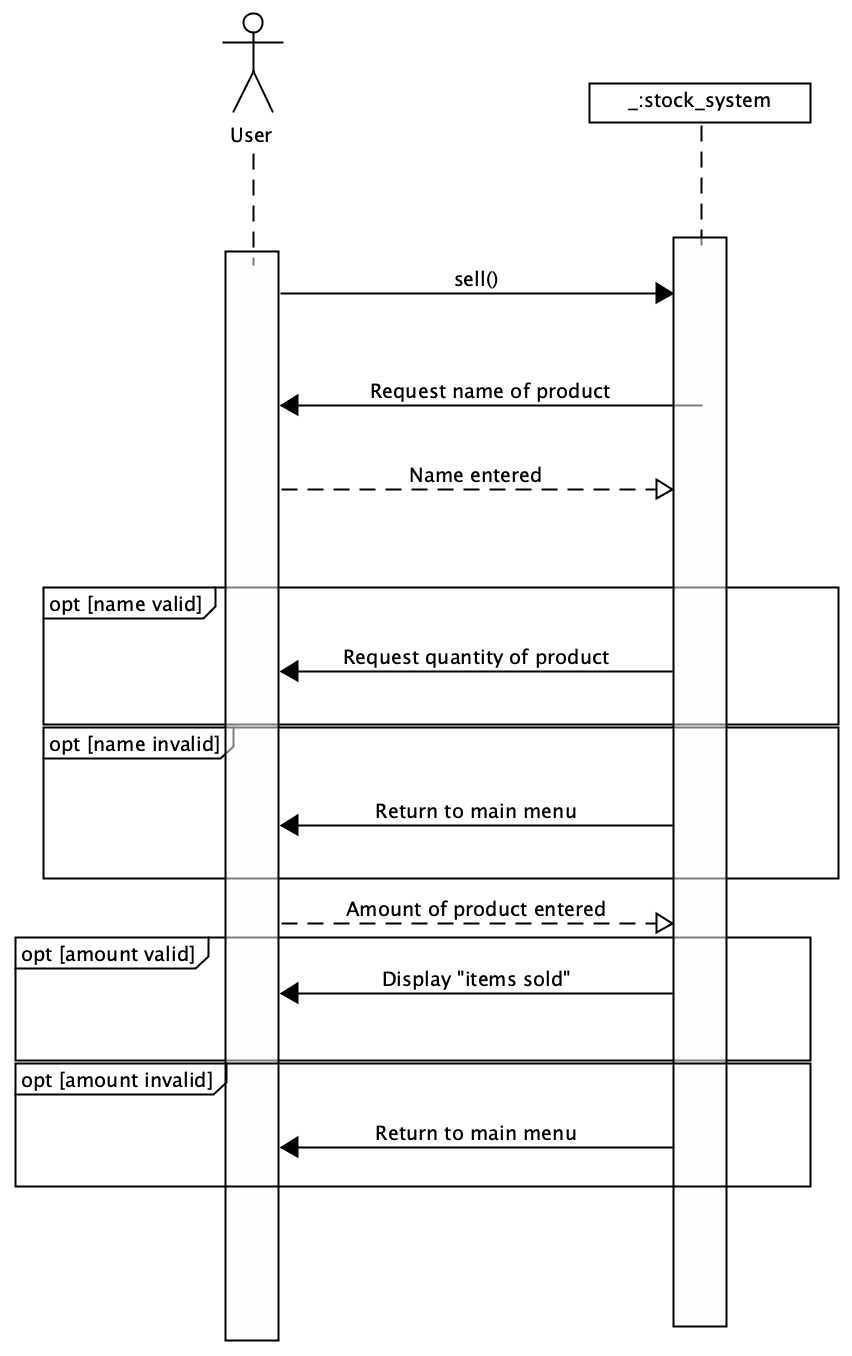 User
_:stock_system
sell()
Request name of product
Name entered
opt [name valid]
Request quantity of product
opt [name invalid]
Return to main menu
Amount of product entered
opt [amount valid]
Display "items sold"
opt [amount invalid]
Return to main menu